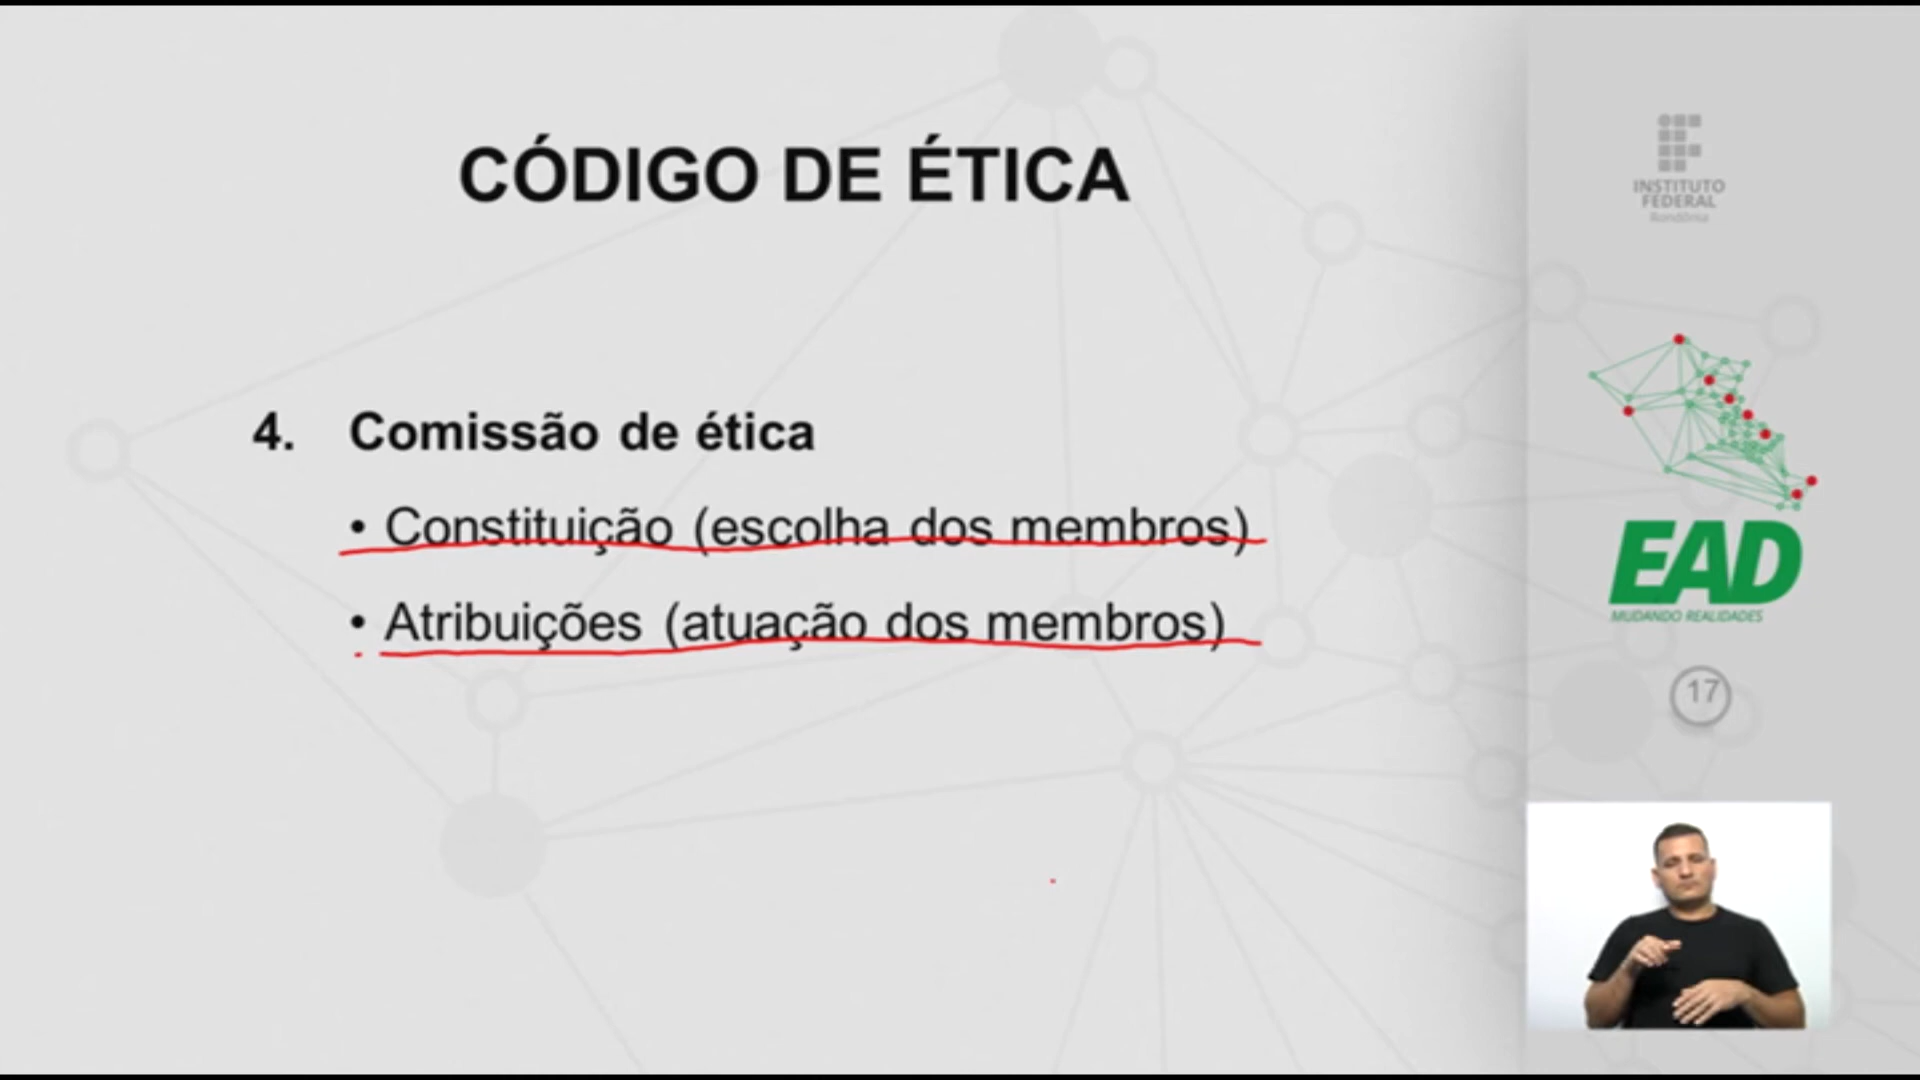 CÓDIGO DE ÉTICA
4. Comissão de ética
• Constituição (escolha dos membros)
• Atribuições (atuação dos membros)
INSTITUTO
FEDERAL
Rondônia
EAD
MUDANDO REALIDADES
17